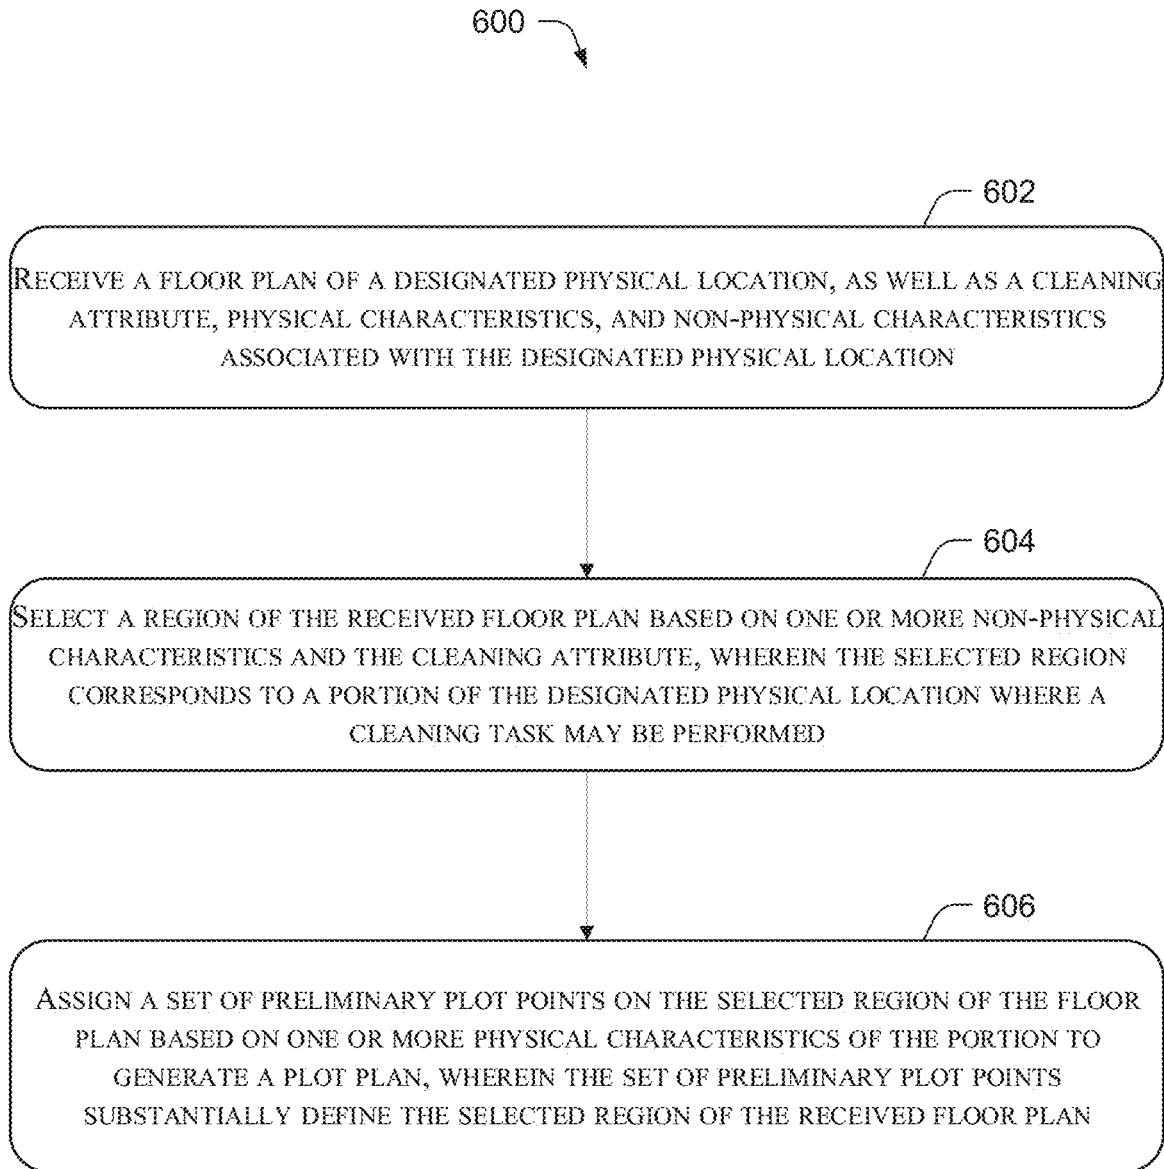 600
602
RECEIVE A FLOOR PLAN OF A DESIGNATED PHYSICAL LOCATION, AS WELL AS A CLEANING
ATTRIBUTE, PHYSICAL CHARACTERISTICS, AND NON-PHYSICAL CHARACTERISTICS
ASSOCIATED WITH THE DESIGNATED PHYSICAL LOCATION
604
SELECT A REGION OF THE RECEIVED FLOOR PLAN BASED ON ONE OR MORE NON-PHYSICAL
CHARACTERISTICS AND THE CLEANING ATTRIBUTE, WHEREIN THE SELECTED REGION
CORRESPONDS TO A PORTION OF THE DESIGNATED PHYSICAL LOCATION WHERE A
CLEANING TASK MAY BE PERFORMED
606
ASSIGN A SET OF PRELIMINARY PLOT POINTS ON THE SELECTED REGION OF THE FLOOR
PLAN BASED ON ONE OR MORE PHYSICAL CHARACTERISTICS OF THE PORTION TO
GENERATE A PLOT PLAN, WHEREIN THE SET OF PRELIMINARY PLOT POINTS
SUBSTANTIALLY DEFINE THE SELECTED REGION OF THE RECEIVED FLOOR PLAN